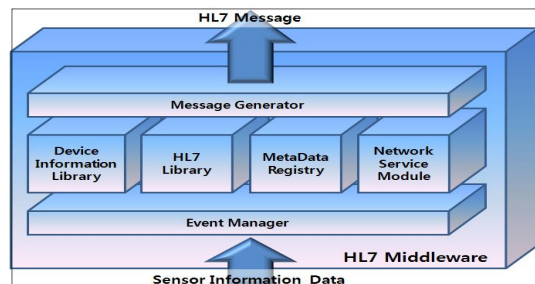 HL7 Message
Message Generator
Device
Information
Library
HL7
Library
MetaData
Registry
Network
Service
Module
Event Manager
HL7 Middleware
Sensor Information Data